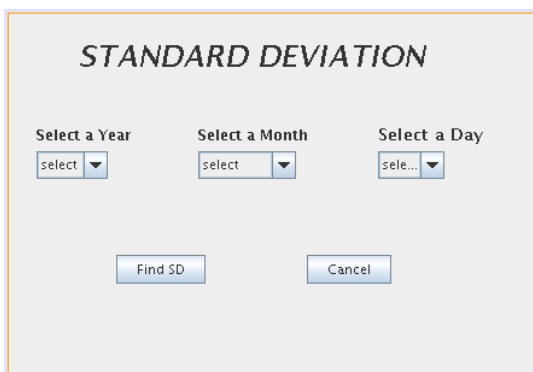 STANDARD DEVIATION
Select a Year Select a Month Select a Day
select select sele...
Find SD Cancel